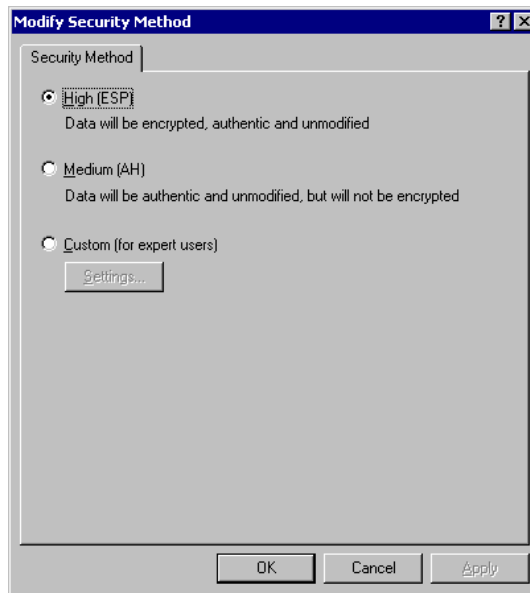 Modify Security Method
Security Method
High (ESP)
Data will be encrypted, authentic and unmodified
Medium (AH)
Data will be authentic and unmodified, but will not be encrypted
Custom (for expert users)
Settings...
OK Cancel Apply